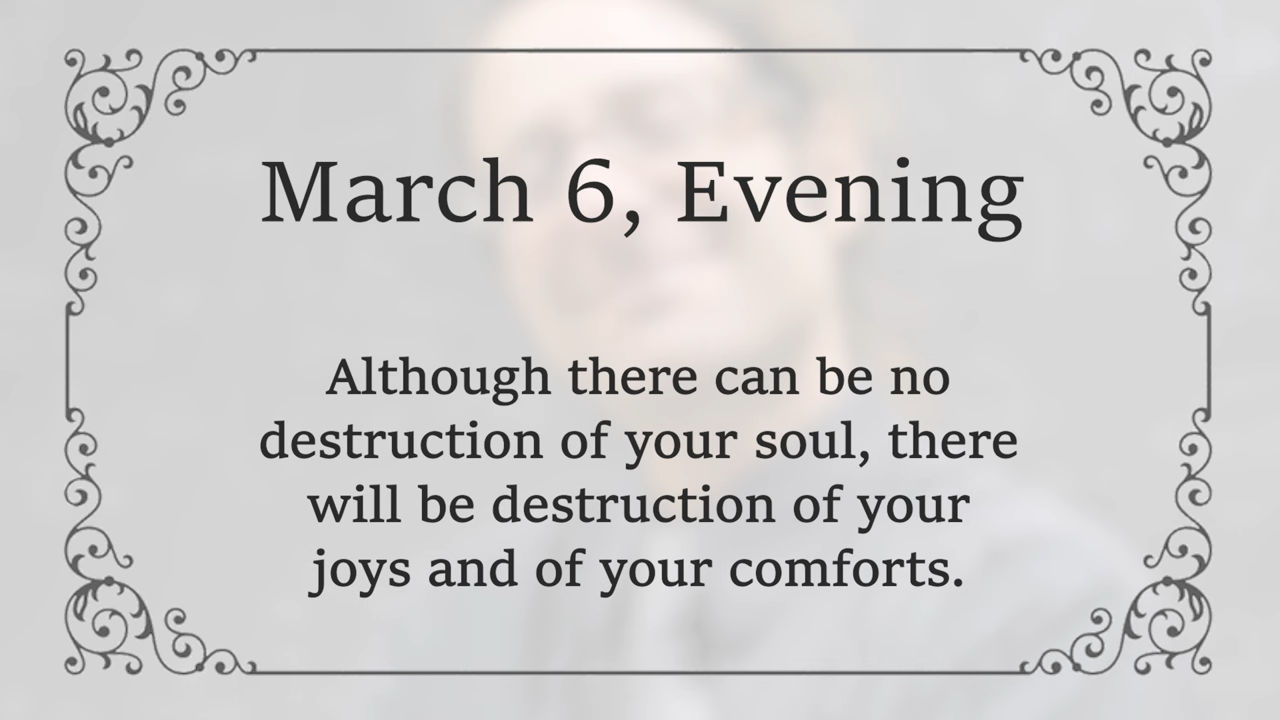 March 6, Evening
Although there can be no
destruction of your soul, there
will be destruction of your
joys and of your comforts.